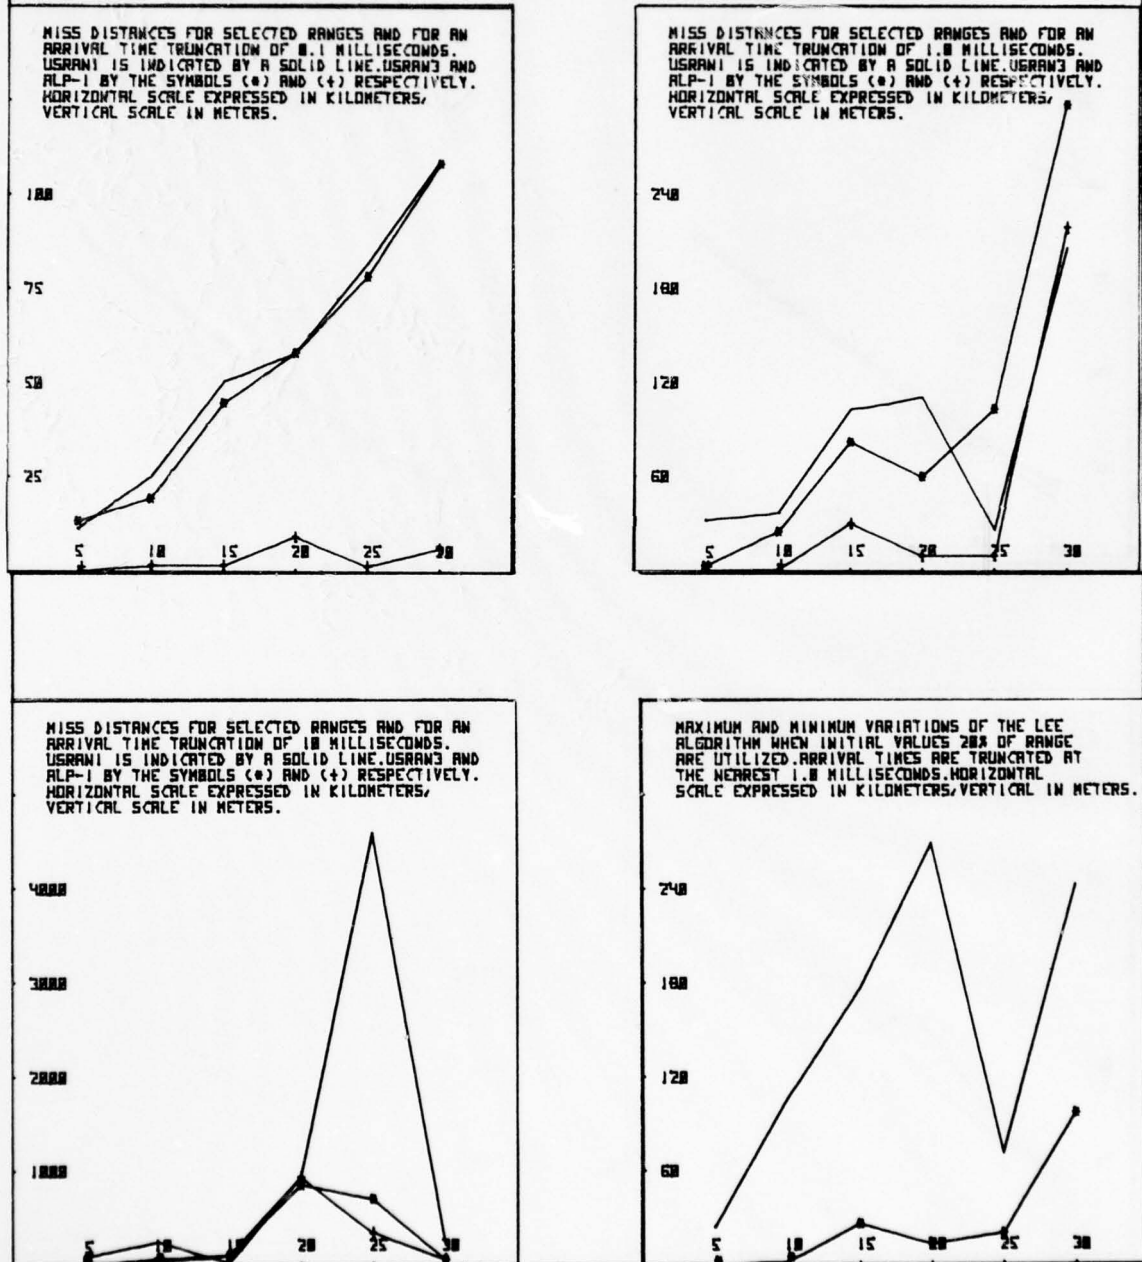 MISS DISTANCES FOR SELECTED RANGES AND FOR AN
ARRIVAL TIME TRUNCATION OF 0.1 MILLISECONDS.
USRAN1 IS INDICATED BY A SOLID LINE.USRAN3 AND
ALP-1 BY THE SYMBOLS (*) AND (+) RESPECTIVELY.
HORIZONTAL SCALE EXPRESSED IN KILOMETERS,
VERTICAL SCALE IN METERS.
100
75
50
25
5 10 15 20 25 30
MISS DISTANCES FOR SELECTED RANGES AND FOR AN
ARRIVAL TIME TRUNCATION OF 1.0 MILLISECONDS.
USRAN1 IS INDICATED BY A SOLID LINE.USRAN3 AND
ALP-1 BY THE SYMBOLS (*) AND (+) RESPECTIVELY.
HORIZONTAL SCALE EXPRESSED IN KILOMETERS,
VERTICAL SCALE IN METERS.
240
180
120
60
5 10 15 20 25 30
MISS DISTANCES FOR SELECTED RANGES AND FOR AN
ARRIVAL TIME TRUNCATION OF 10 MILLISECONDS.
USRAN1 IS INDICATED BY A SOLID LINE.USRAN3 AND
ALP-1 BY THE SYMBOLS (*) AND (+) RESPECTIVELY.
HORIZONTAL SCALE EXPRESSED IN KILOMETERS,
VERTICAL SCALE IN METERS.
4000
3000
2000
1000
5 10 15 20 25 30
MAXIMUM AND MINIMUM VARIATIONS OF THE LEE
ALGORITHM WHEN INITIAL VALUES 20% OF RANGE
ARE UTILIZED.ARRIVAL TIMES ARE TRUNCATED AT
THE NEAREST 1.0 MILLISECONDS.HORIZONTAL
SCALE EXPRESSED IN KILOMETERS,VERTICAL IN METERS.
240
180
120
60
5 10 15 20 25 30